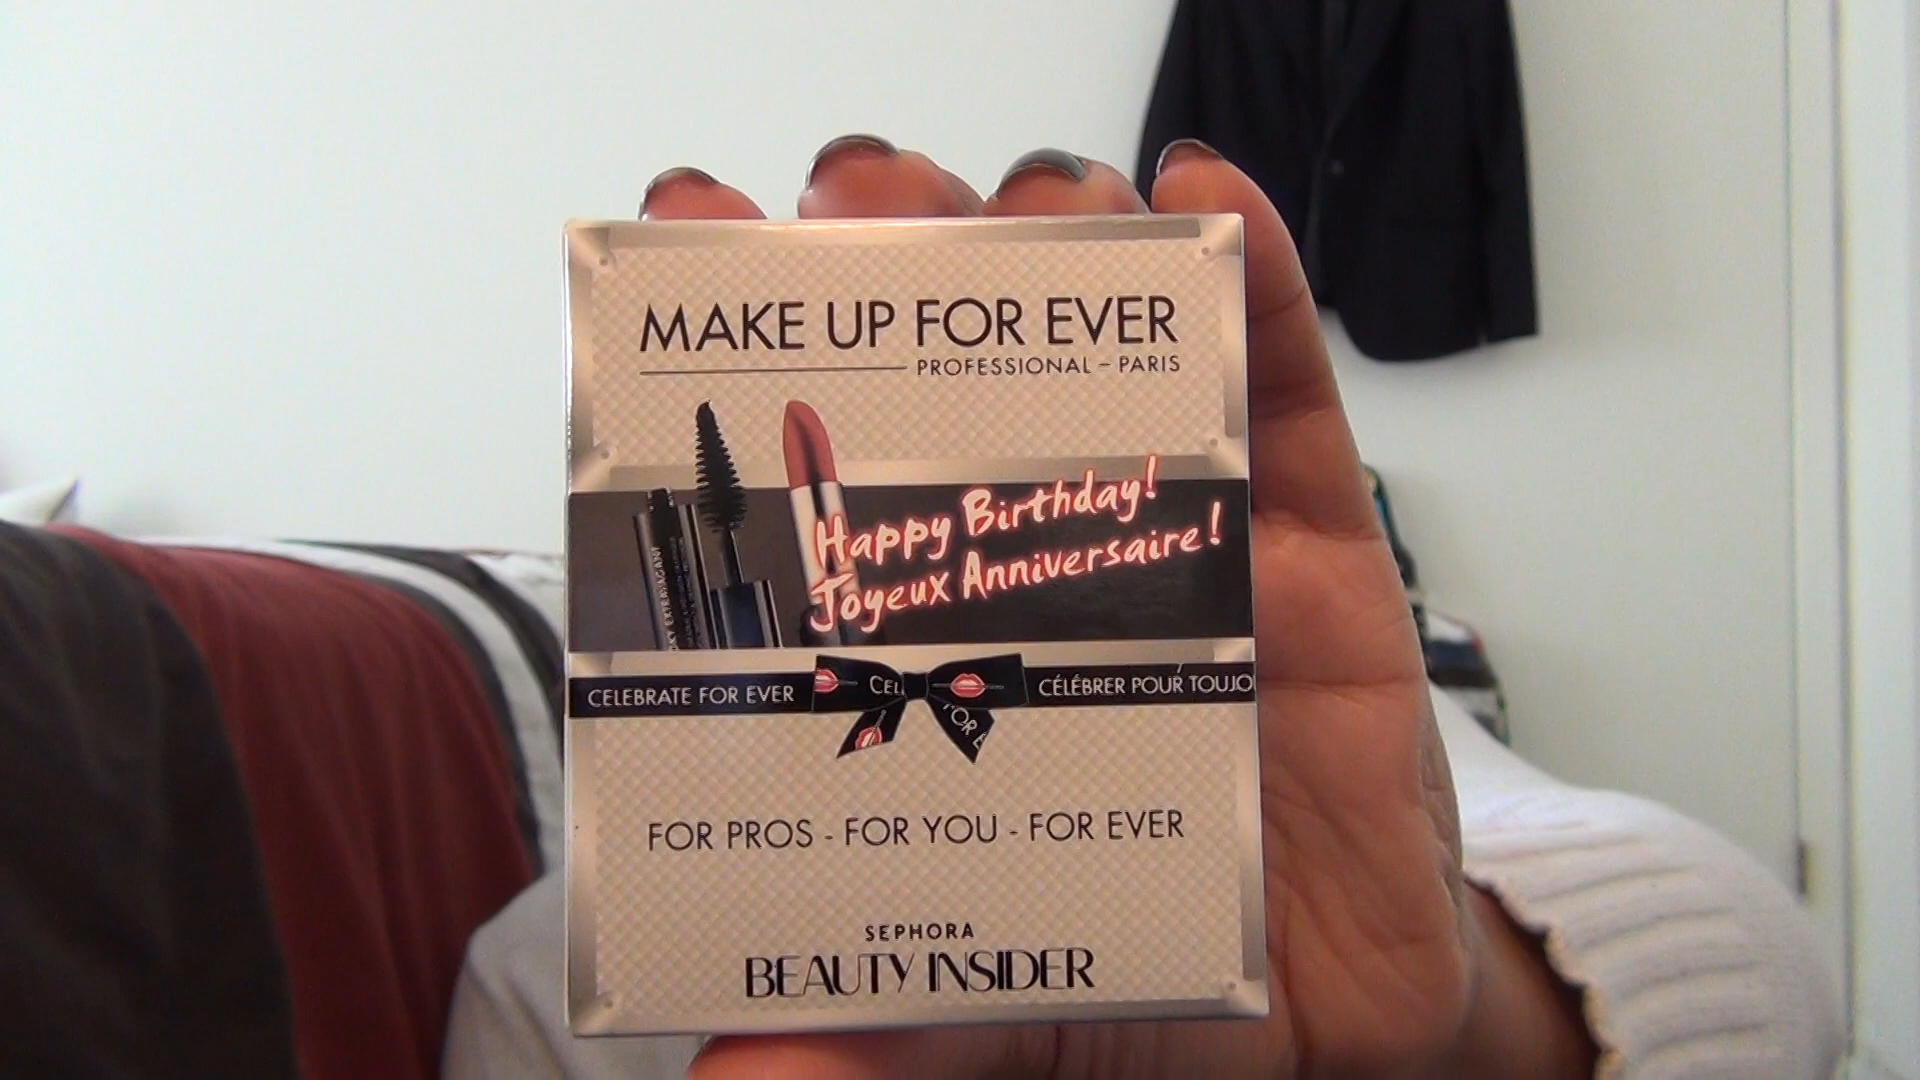 MAKE UP FOR EVER
PROFESSIONAL – PARIS
Happy Birthday!
Joyeux Anniversaire!
CELEBRATE FOR EVER
CÉLÉBRER POUR TOUJO
FOR PROS - FOR YOU - FOR EVER
SEPHORA
BEAUTY INSIDER